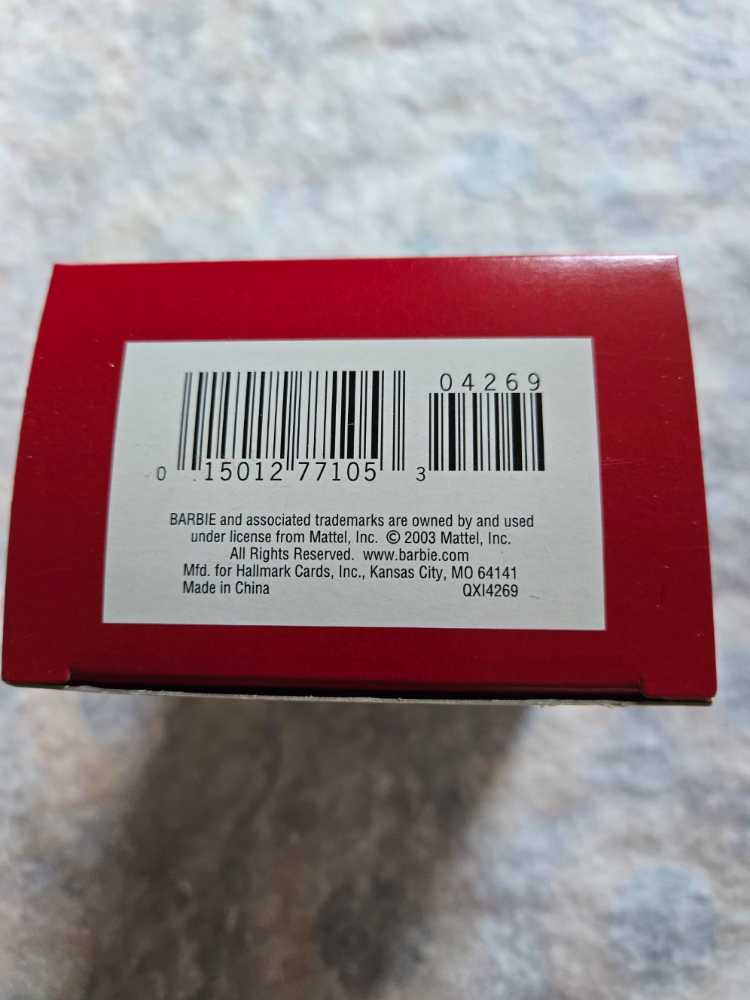 04269
0 15012 77105 3
BARBIE and associated trademarks are owned by and used
under license from Mattel, Inc. © 2003 Mattel, Inc.
All Rights Reserved. www.barbie.com
Mfd. for Hallmark Cards, Inc., Kansas City, MO 64141
Made in China QXI4269